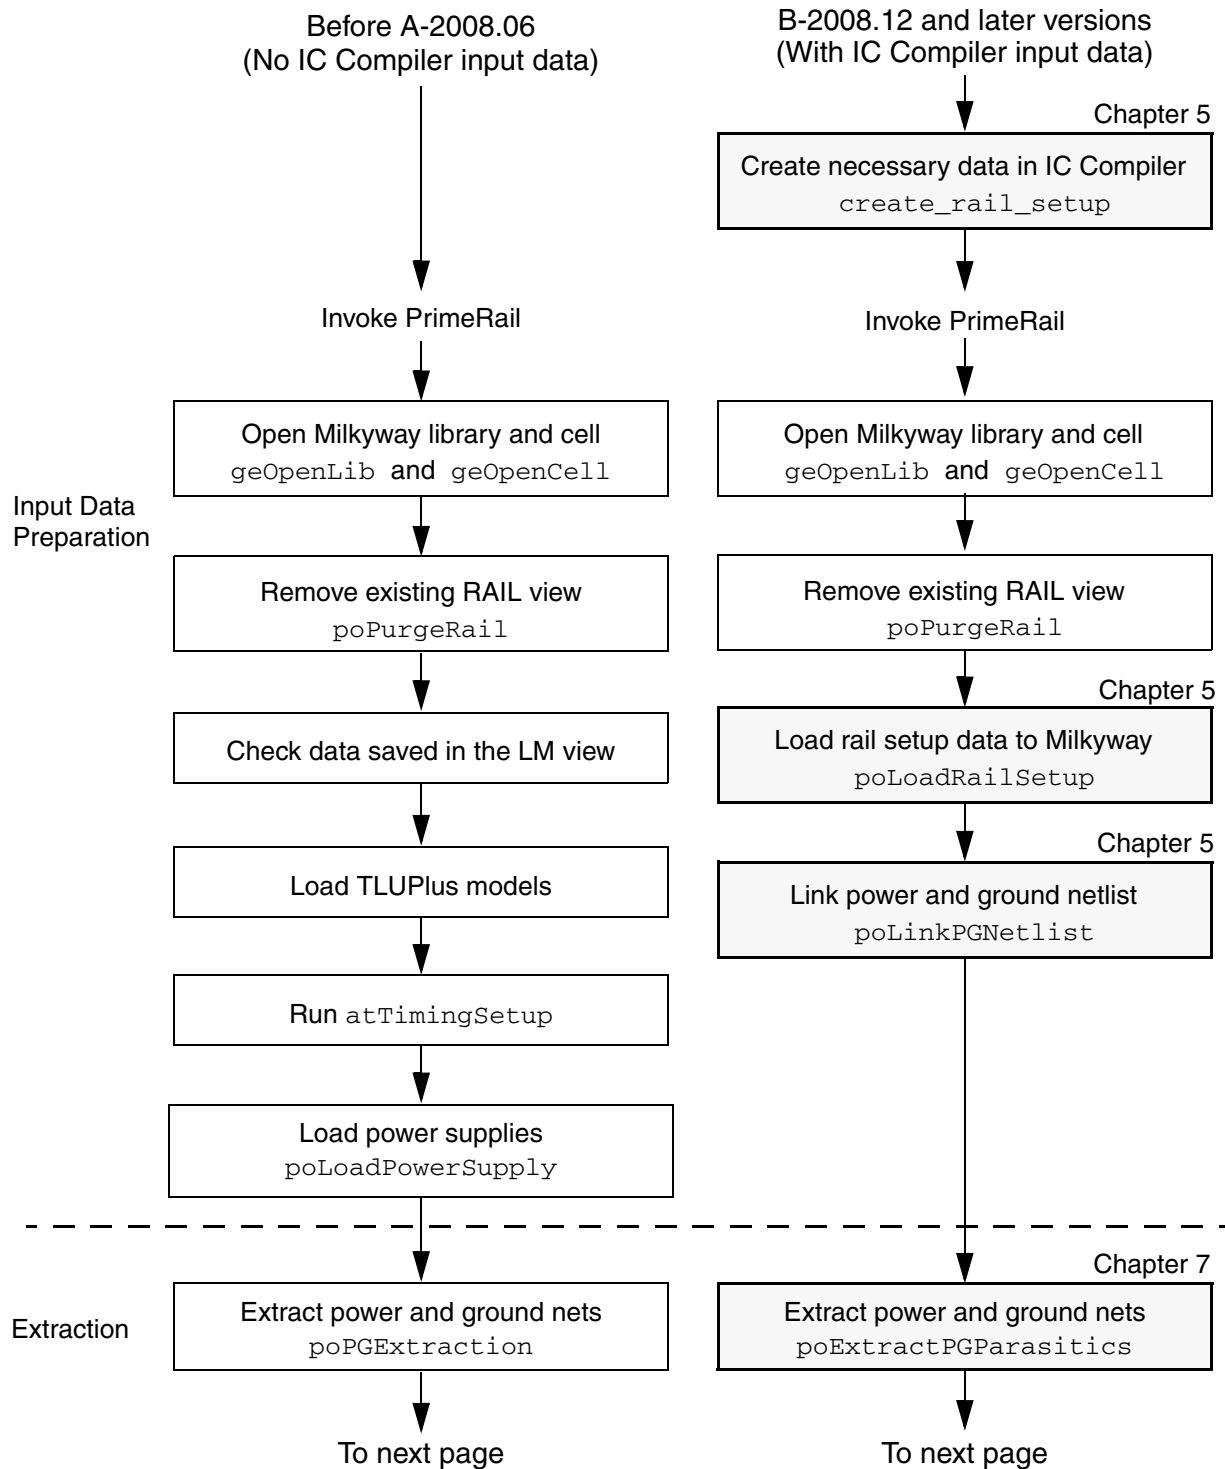 Before A-2008.06
(No IC Compiler input data)
B-2008.12 and later versions
(With IC Compiler input data)
Chapter 5
Create necessary data in IC Compiler
create_rail_setup
Invoke PrimeRail
Invoke PrimeRail
Input Data
Preparation
Open Milkyway library and cell
geOpenLib and geOpenCell
Open Milkyway library and cell
geOpenLib and geOpenCell
Remove existing RAIL view
poPurgeRail
Remove existing RAIL view
poPurgeRail
Check data saved in the LM view
Chapter 5
Load rail setup data to Milkyway
poLoadRailSetup
Load TLUPlus models
Chapter 5
Link power and ground netlist
poLinkPGNetlist
Run atTimingSetup
Load power supplies
poLoadPowerSupply
Extraction
Extract power and ground nets
poPGExtraction
Chapter 7
Extract power and ground nets
poExtractPGParasitics
To next page
To next page